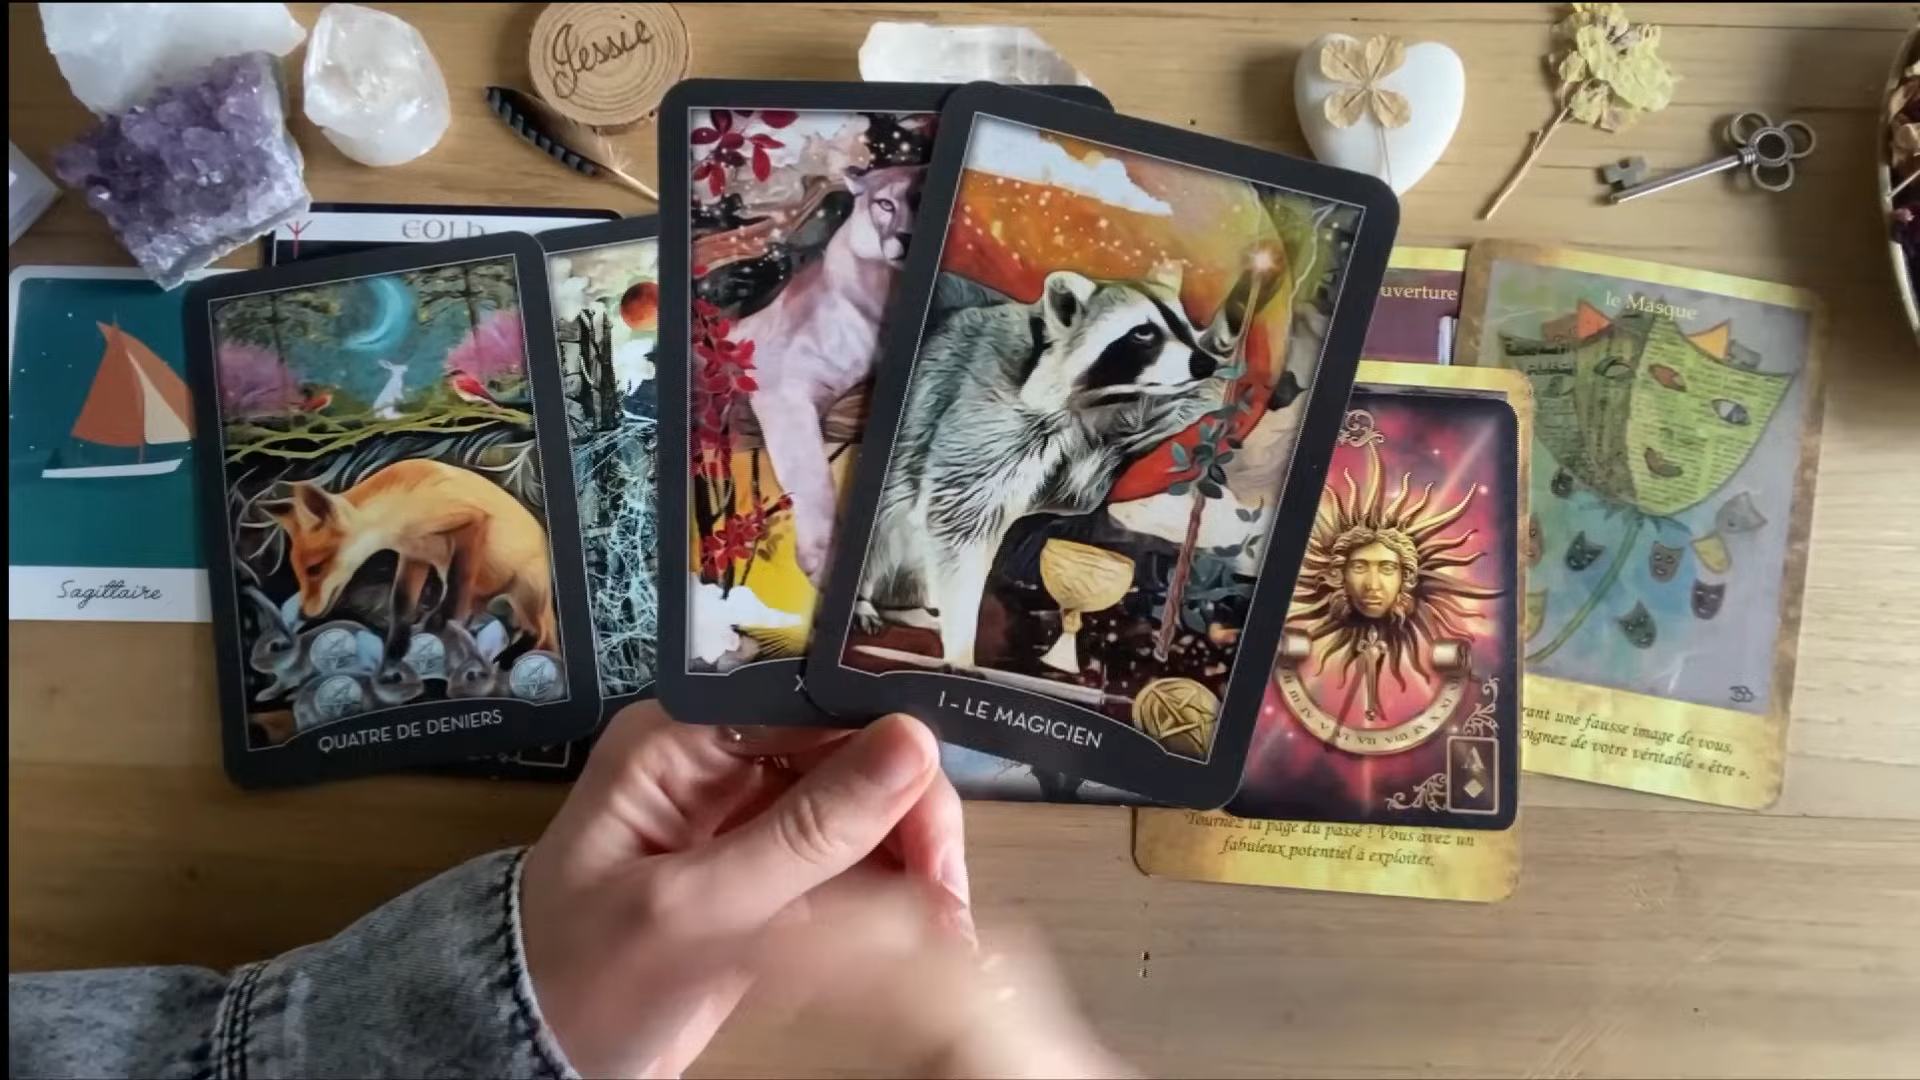 Jessie
Sagittaire
QUATRE DE DENIERS
I - LE MAGICIEN
uverture
le Masque
A
rant une fausse image de vous,
oignez de votre véritable « être ».
Tournez la page du passé ! Vous avez un
fabuleux potentiel à exploiter.